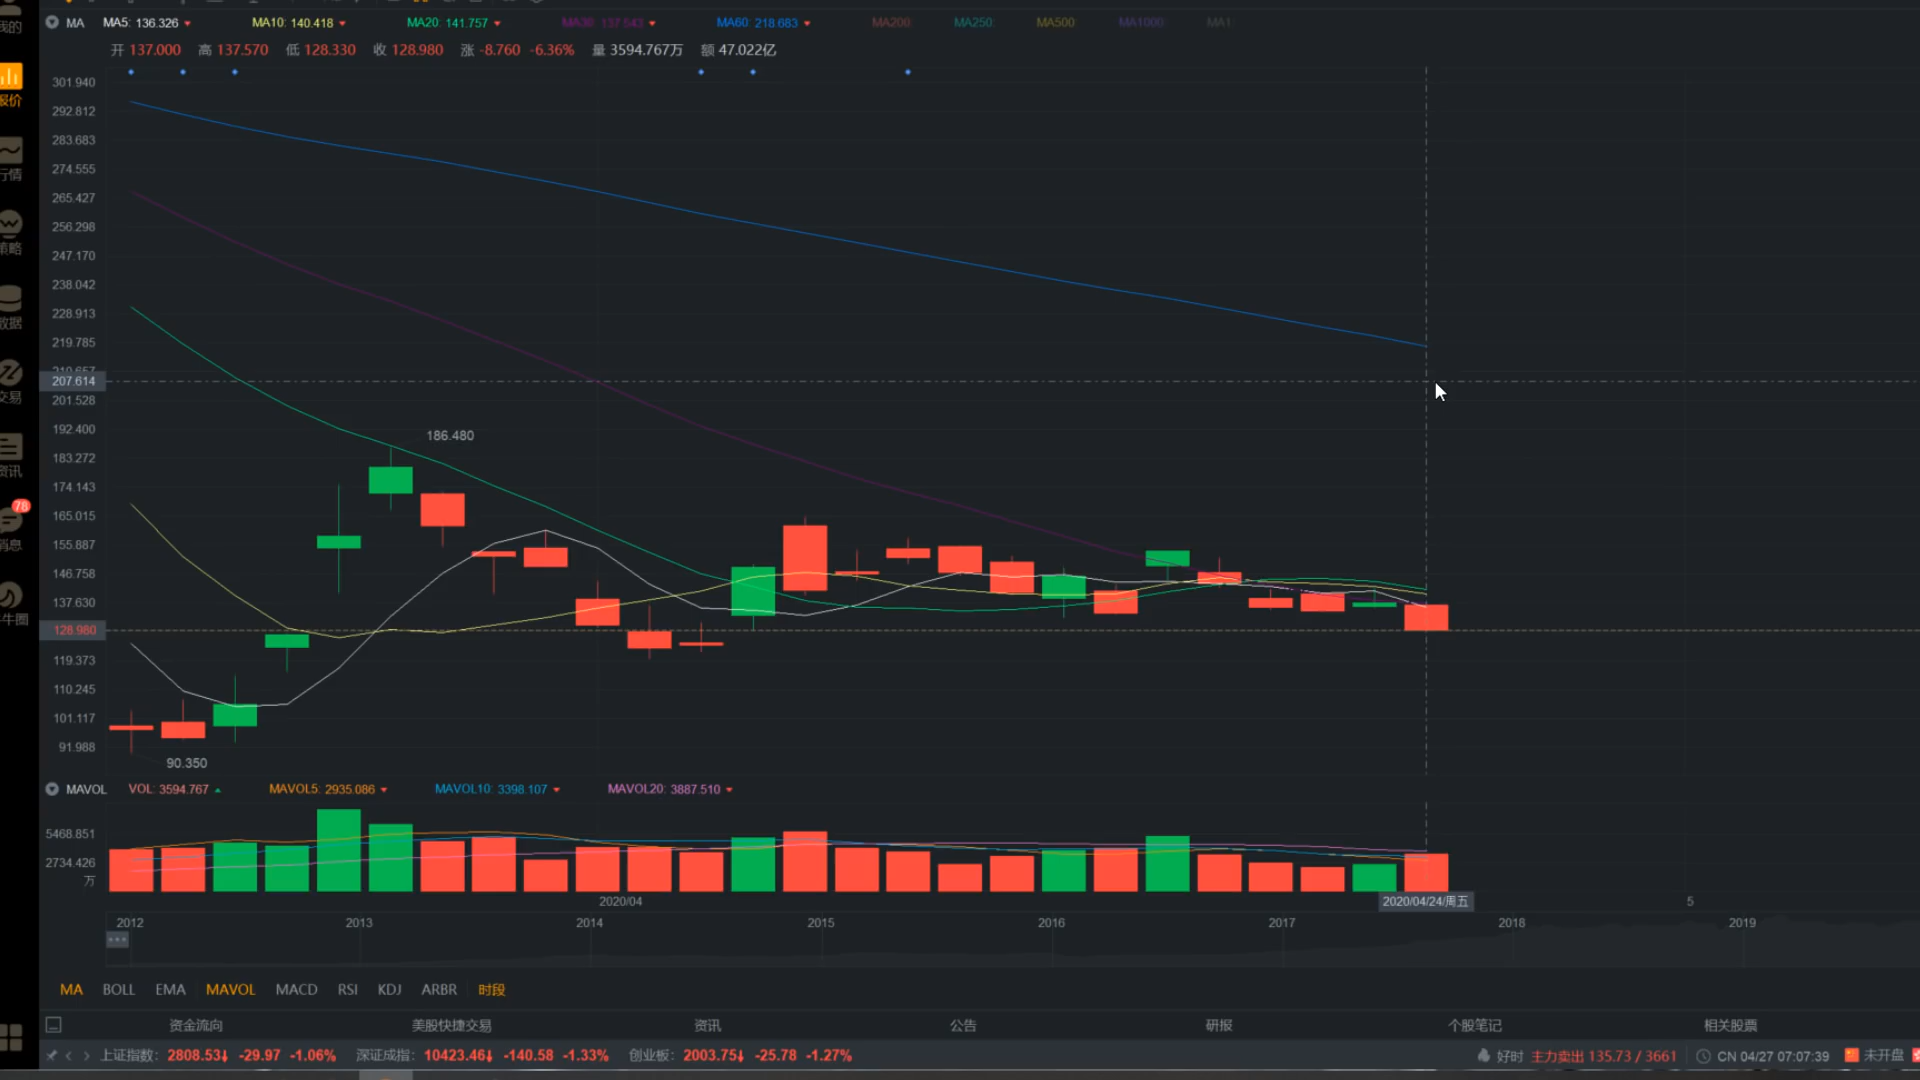 MA MA5: 136.326 MA10: 140.418 MA20: 141.757 MA30: 137.543 MA60: 218.683 MA200 MA250 MA500 MA1000 MA1
开 137.000 高 137.570 低 128.330 收 128.980 涨 -8.760 -6.36% 量 3594.767万 额 47.022亿
301.940
292.812
283.683
274.555
265.427
256.298
247.170
238.042
228.913
219.785
210.657
207.614
201.528
192.400
183.272
174.143
165.015
155.887
146.758
137.630
128.980
119.373
110.245
101.117
91.988
186.480
90.350
我的
报价
行情
策略
数据
交易
资讯
78
消息
牛牛圈
MAVOL VOL: 3594.767 MAVOL5: 2935.086 MAVOL10: 3398.107 MAVOL20: 3887.510
5468.851
2734.426
万
2020/04 2020/04/24/周五 5
2012 2013 2014 2015 2016 2017 2018 2019
MA BOLL EMA MAVOL MACD RSI KDJ ARBR 时段
资金流向 美股快捷交易 资讯 公告 研报 个股笔记 相关股票
上证指数: 2808.53↓ -29.97 -1.06% 深证成指: 10423.46↓ -140.58 -1.33% 创业板: 2003.75↓ -25.78 -1.27% 好时 主力卖出 135.73 / 3661 CN 04/27 07:07:39 未开盘